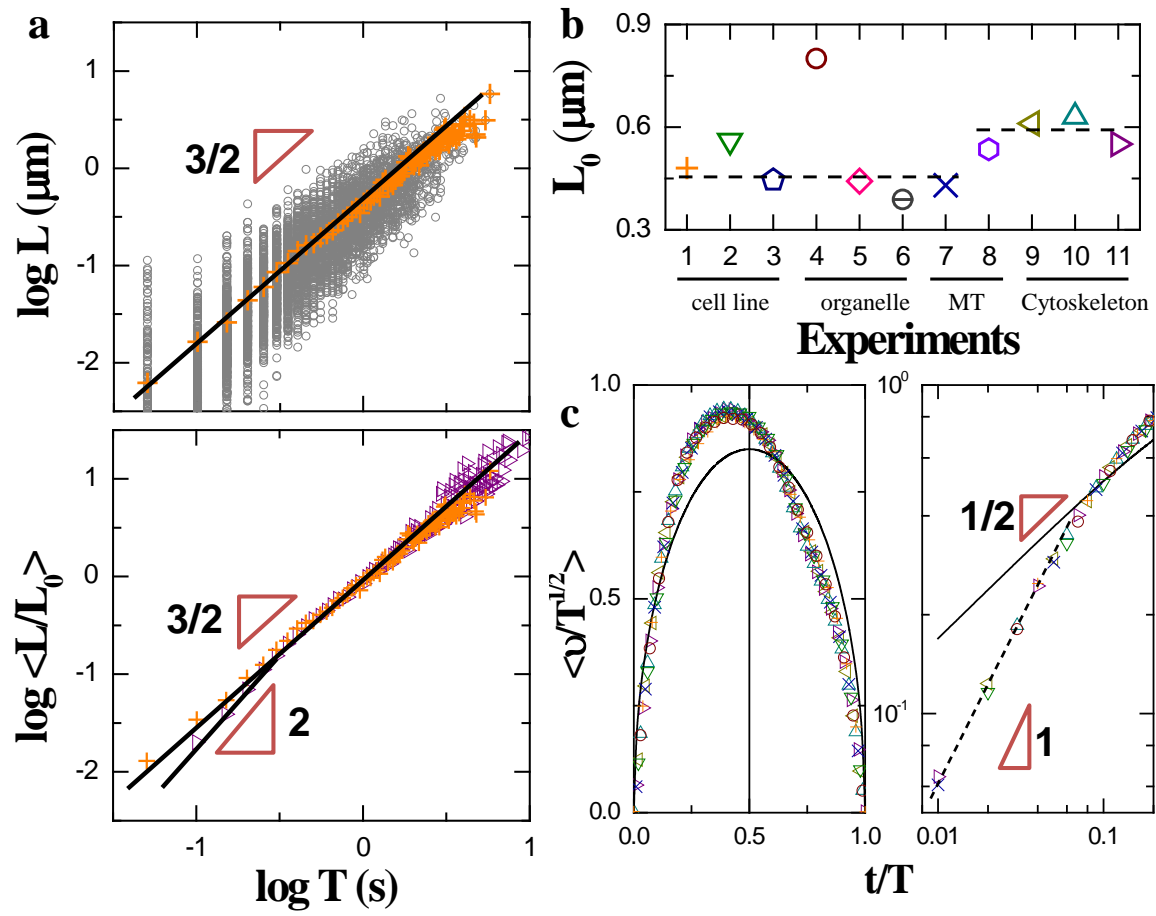 a
log L (μm)
1
0
-1
-2
3/2
log <L/L0>
1
0
-1
-2
3/2
2
-1 0 1
log T (s)
b
L0 (μm)
0.9
0.6
0.3
1 2 3 4 5 6 7 8 9 10 11
cell line organelle MT Cytoskeleton
Experiments
c
<υ/T1/2>
1.0
0.5
0.0
0.0 0.5 1.0
10^0
10^-1
1/2
1
0.01 0.1
t/T